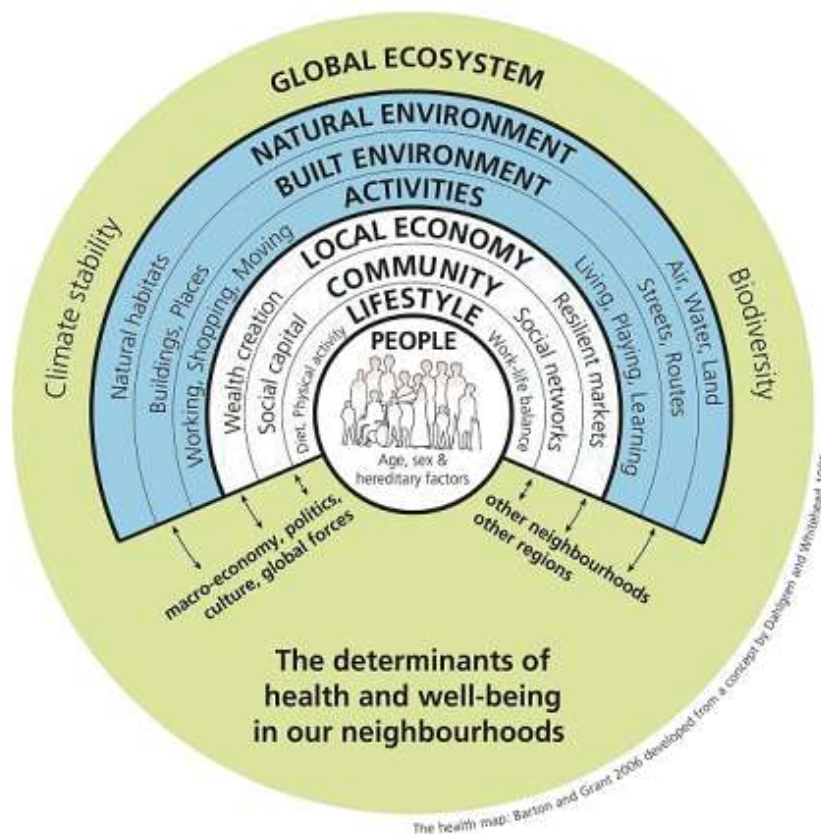 GLOBAL ECOSYSTEM
NATURAL ENVIRONMENT
BUILT ENVIRONMENT
ACTIVITIES
LOCAL ECONOMY
COMMUNITY
LIFESTYLE
PEOPLE
Age, sex &
hereditary factors
Climate stability
Natural habitats
Buildings, Places
Working, Shopping, Moving
Wealth creation
Social capital
Diet, Physical activity
Work-life balance
Social networks
Resilient markets
Living, Playing, Learning
Streets, Routes
Air, Water, Land
Biodiversity
macro-economy, politics,
culture, global forces
other neighbourhoods
other regions
The determinants of
health and well-being
in our neighbourhoods
The health map: Barton and Grant 2006 developed from a concept by Dahlgren and Whitehead